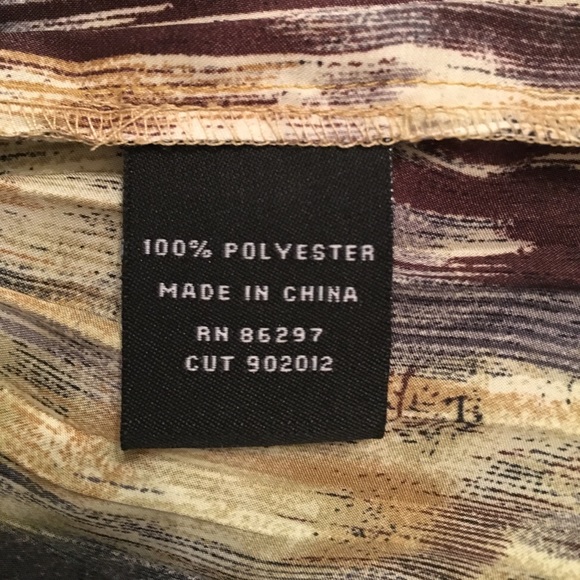 100% POLYESTER
MADE IN CHINA
RN 86297
CUT 902012